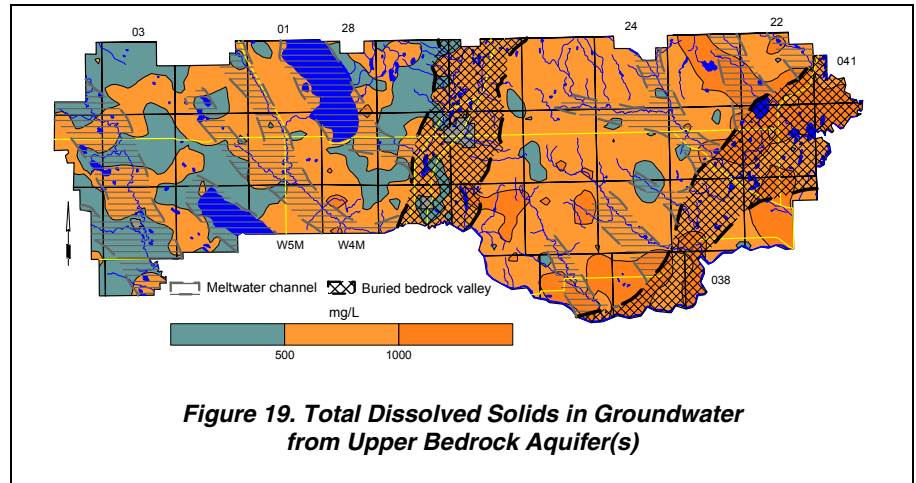 03 01 28 24 22
041
W5M W4M
038
Meltwater channel Buried bedrock valley
mg/L
500 1000
Figure 19. Total Dissolved Solids in Groundwater
from Upper Bedrock Aquifer(s)